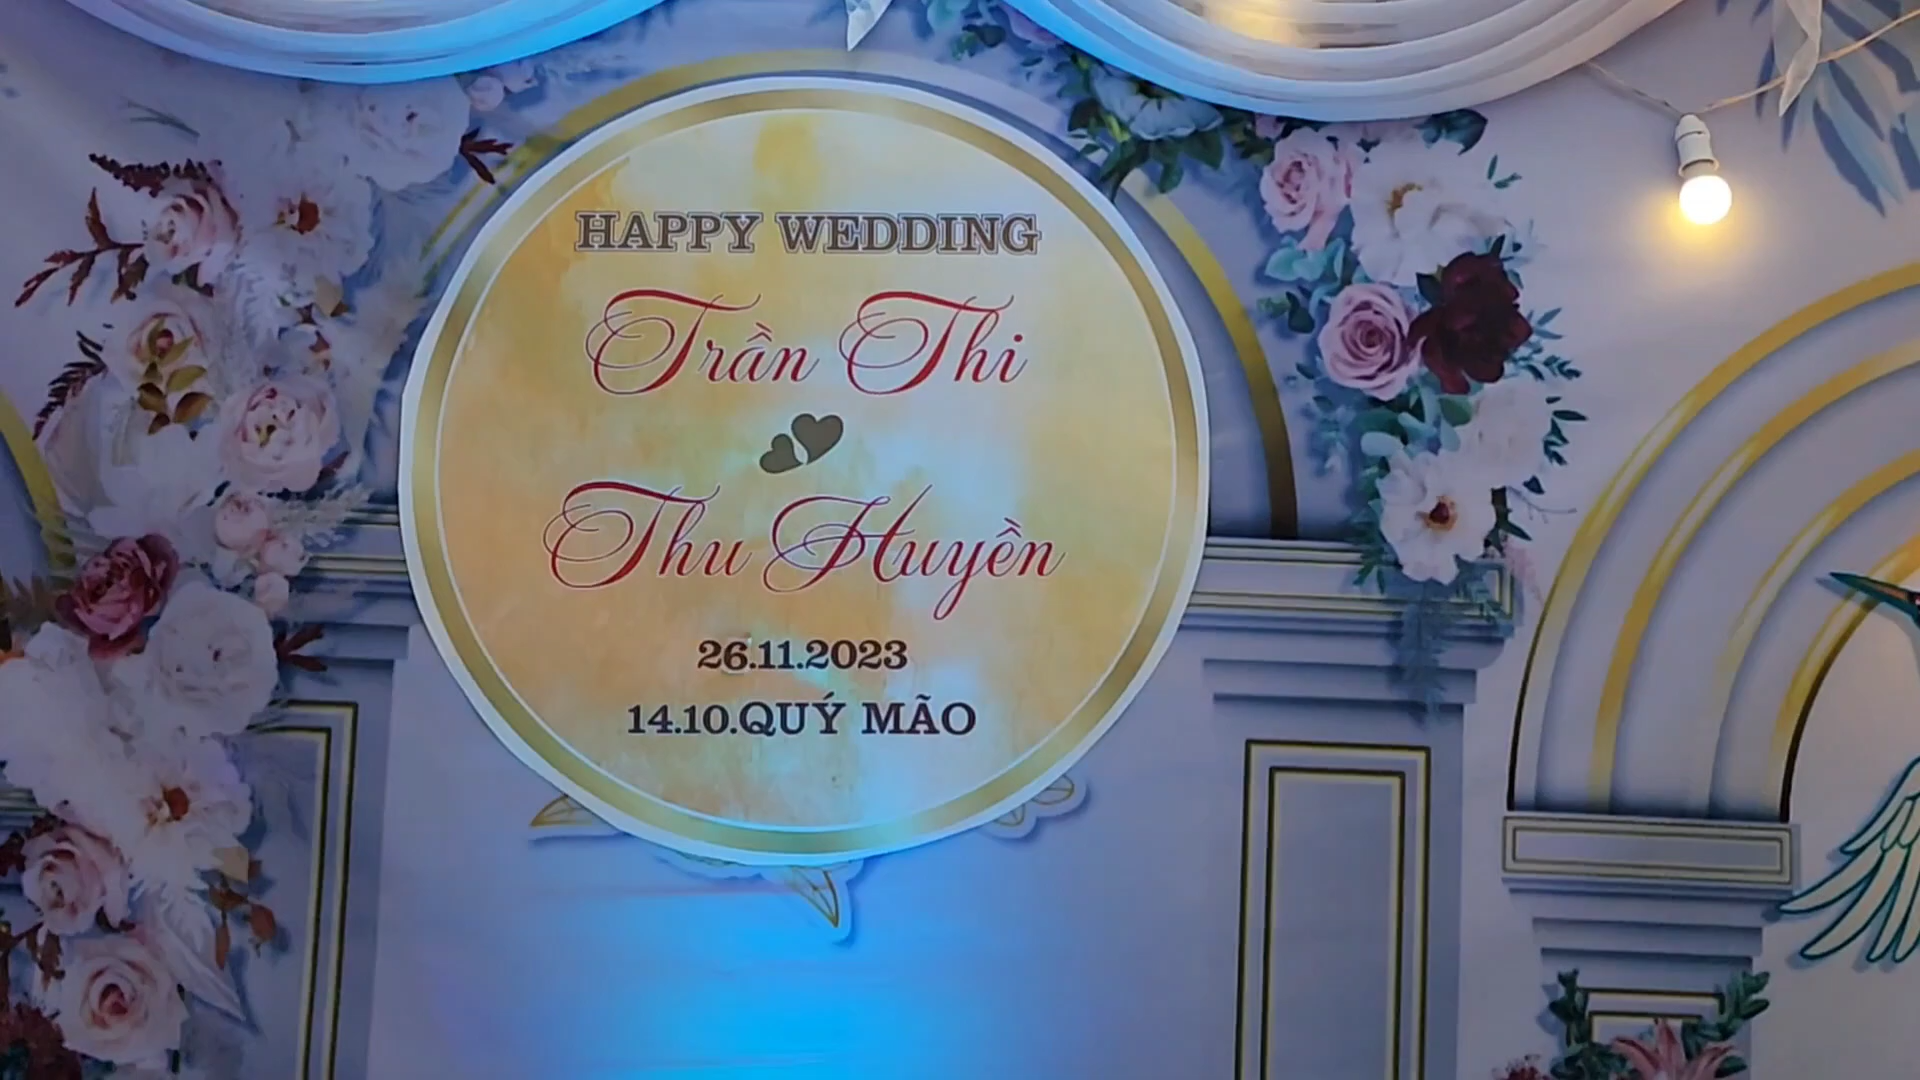 HAPPY WEDDING
Trần Thi
Thu Huyền
26.11.2023
14.10.QUÝ MÃO